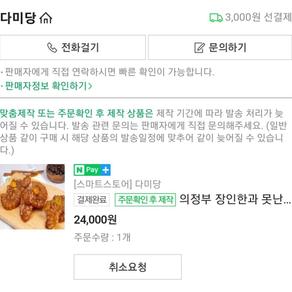 다미당 3,000원 선결제
전화걸기 문의하기
· 판매자에게 직접 연락하시면 빠른 확인이 가능합니다.
· 판매자정보 확인하기 >
맞춤제작 또는 주문확인 후 제작 상품은 제작 기간에 따라 발송 처리가 늦
어질 수 있습니다. 발송 관련 문의는 판매자에게 직접 문의해주세요. (일반
상품 같이 구매 시 해당 상품의 발송일정에 맞추어 같이 늦어질 수 있습니
다.)
N Pay +
[스마트스토어] 다미당
결제완료 주문확인 후 제작 의정부 장인한과 못난...
24,000원
주문수량 : 1개
취소요청